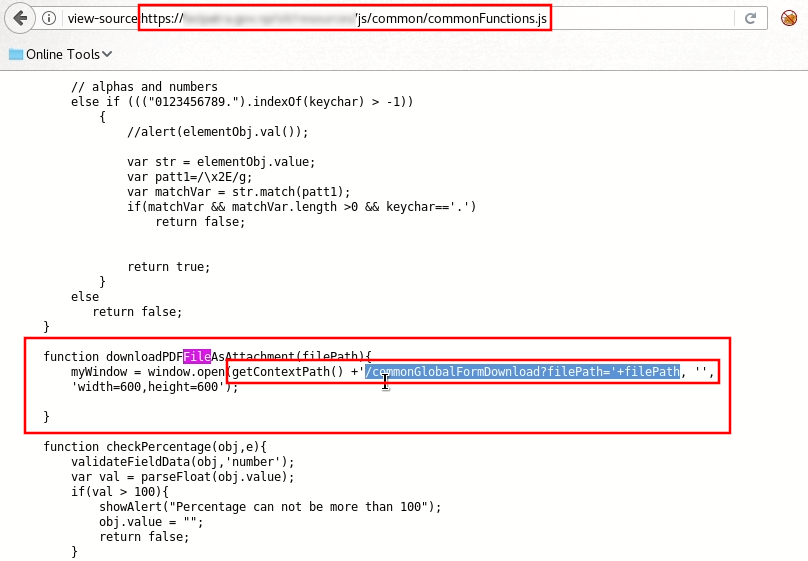 view-source:https:// /js/common/commonFunctions.js
Online Tools
// alphas and numbers
else if ((("0123456789.").indexOf(keychar) > -1))
{
//alert(elementObj.val());
var str = elementObj.value;
var patt1=/\x2E/g;
var matchVar = str.match(patt1);
if(matchVar && matchVar.length >0 && keychar=='.')
return false;
return true;
}
else
return false;
}
function downloadPDFFileAsAttachment(filePath){
myWindow = window.open(getContextPath() +'/commonGlobalFormDownload?filePath='+filePath, '',
'width=600,height=600');
}
function checkPercentage(obj,e){
validateFieldData(obj,'number');
var val = parseFloat(obj.value);
if(val > 100){
showAlert("Percentage can not be more than 100");
obj.value = "";
return false;
}